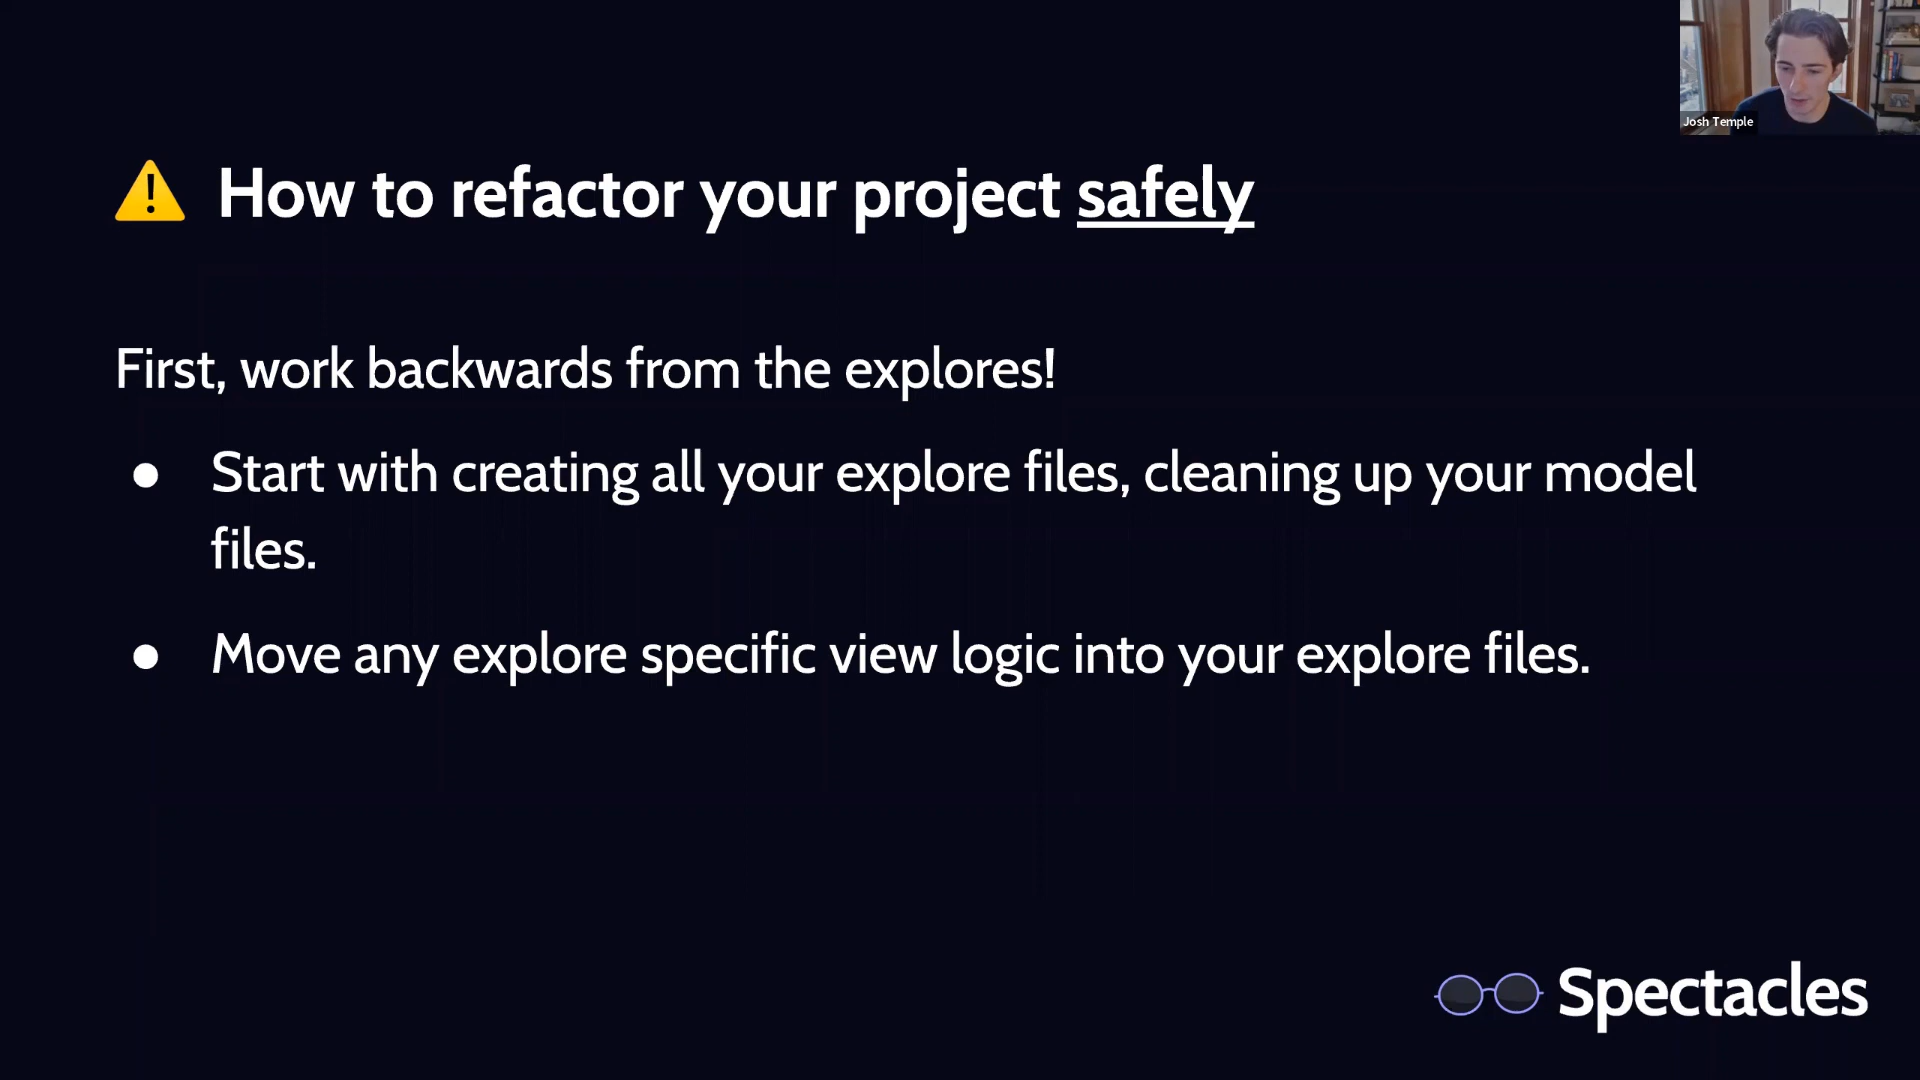 Josh Temple
How to refactor your project safely
First, work backwards from the explores!
● Start with creating all your explore files, cleaning up your model
files.
● Move any explore specific view logic into your explore files.
Spectacles